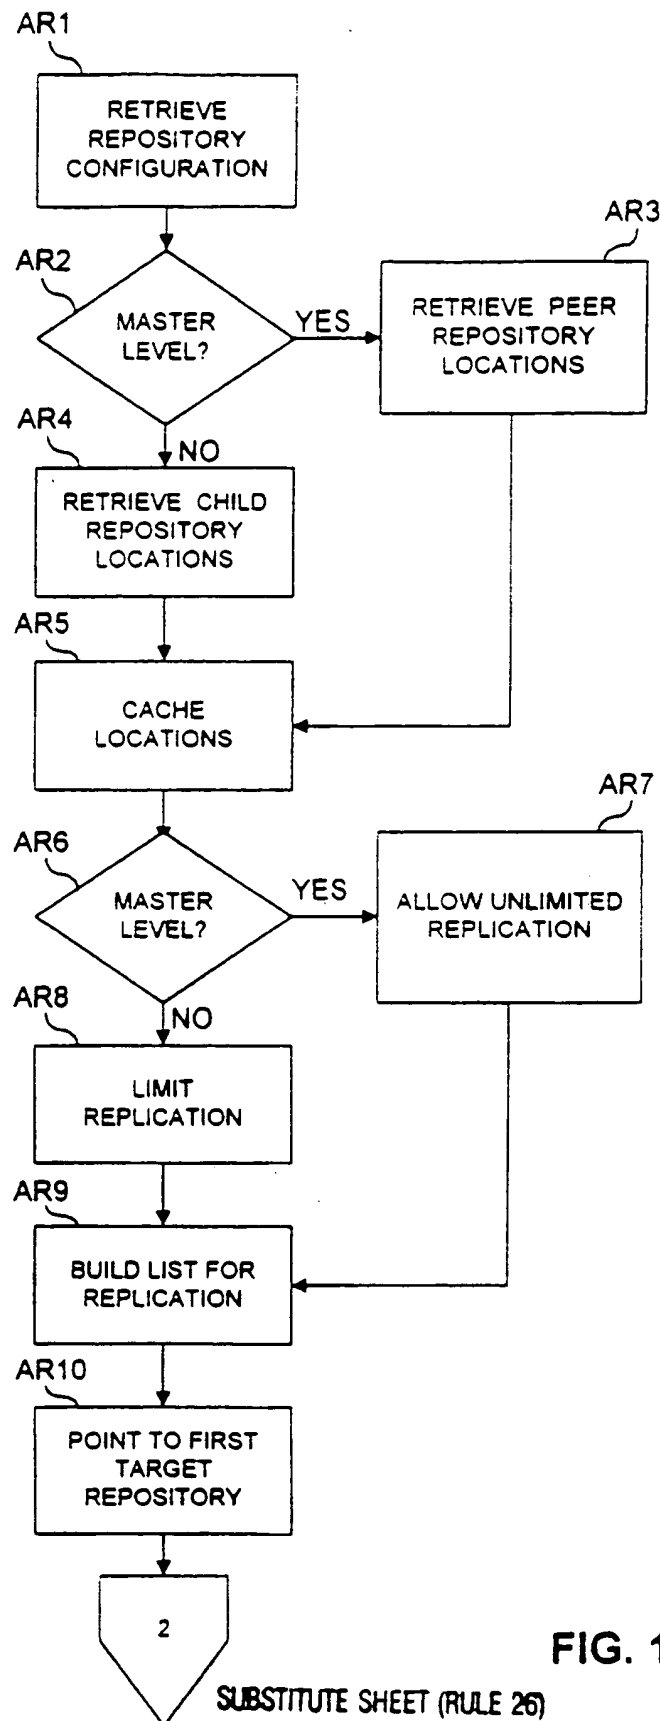 AR1
RETRIEVE
REPOSITORY
CONFIGURATION
AR2
MASTER
LEVEL?
YES
AR3
RETRIEVE PEER
REPOSITORY
LOCATIONS
AR4
NO
RETRIEVE CHILD
REPOSITORY
LOCATIONS
AR5
CACHE
LOCATIONS
AR6
MASTER
LEVEL?
YES
AR7
ALLOW UNLIMITED
REPLICATION
AR8
NO
LIMIT
REPLICATION
AR9
BUILD LIST FOR
REPLICATION
AR10
POINT TO FIRST
TARGET
REPOSITORY
2
FIG. 1
SUBSTITUTE SHEET (RULE 26)